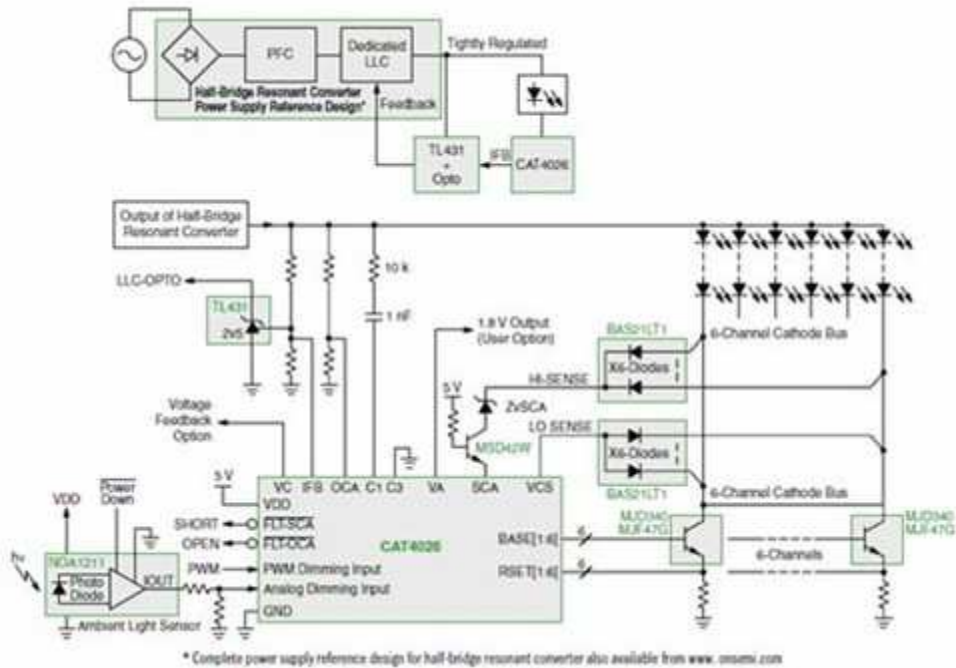 PFC
Dedicated
LLC
Tightly Regulated
Half-Bridge Resonant Converter
Power Supply Reference Design*
Feedback
TL431
+
Opto
IFB
CAT4026
Output of Half-Bridge
Resonant Converter
LLC-OPTO
TL431
2V5
10 k
1 nF
1.8 V Output
(User Option)
BAS21LT1
X6-Diodes
6-Channel Cathode Bus
HI-SENSE
5 V
ZVSCA
MSD42W
LO SENSE
X6-Diodes
BAS21LT1
6-Channel Cathode Bus
Voltage
Feedback
Option
5 V
VC IFB OCA C1 C3 VA SCA VCS
VDD
SHORT
FLT-SCA
OPEN
FLT-OCA
CAT4026
PWM
PWM Dimming Input
Analog Dimming Input
GND
BASE[1:6]
6
RSET[1:6]
6
MJD340
MJF47G
6-Channels
MJD340
MJF47G
Power
Down
VDD
hv
NOA1211
Photo
Diode
IOUT
Ambient Light Sensor
* Complete power supply reference design for half-bridge resonant converter also available from www. onsemi.com